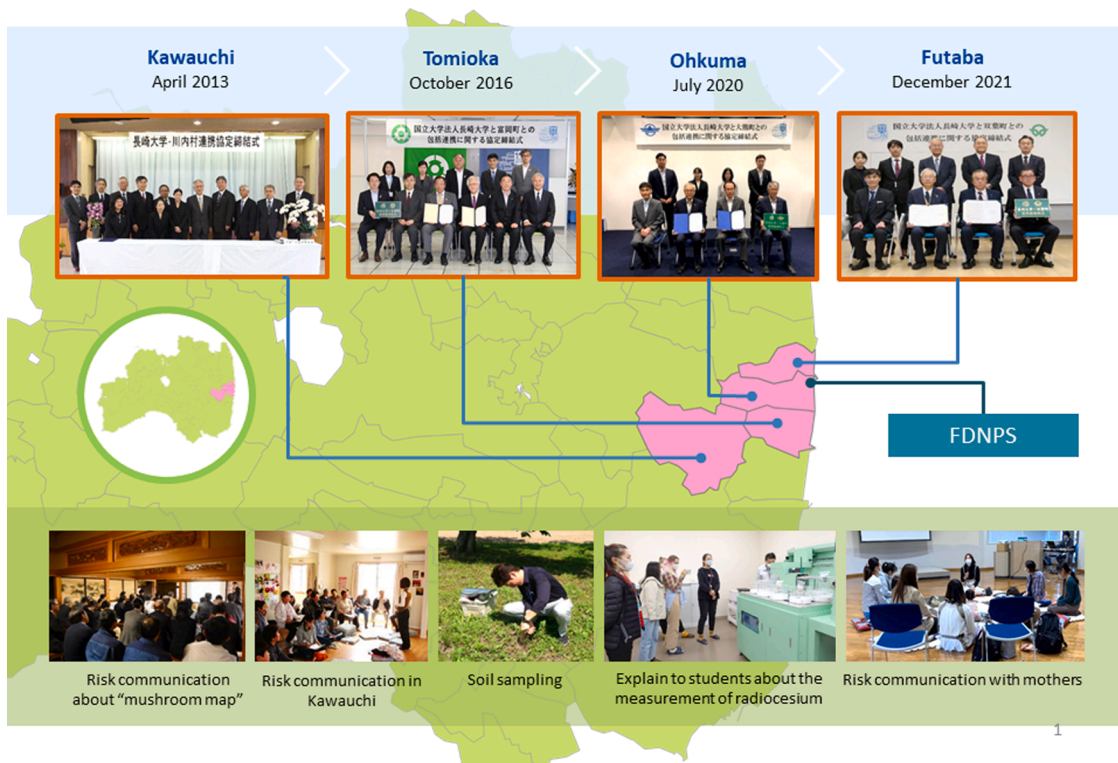 Kawauchi
April 2013
Tomioka
October 2016
Ohkuma
July 2020
Futaba
December 2021
長崎大学・川内村連携協定締結式
国立大学法人長崎大学と富岡町との
包括連携に関する協定締結式
国立大学法人長崎大学と大熊町との
包括連携に関する協定締結式
国立大学法人長崎大学と双葉町との
包括連携に関する協定締結式
FDNPS
Risk communication
about “mushroom map”
Risk communication in
Kawauchi
Soil sampling
Explain to students about the
measurement of radiocesium
Risk communication with mothers
1